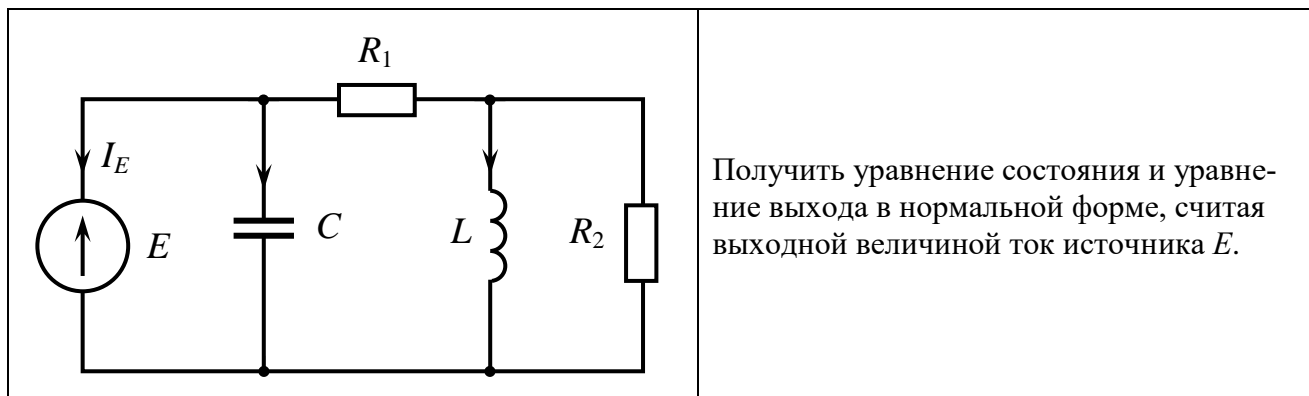 R1
IE
E
C
L
R2
Получить уравнение состояния и уравне-
ние выхода в нормальной форме, считая
выходной величиной ток источника E.